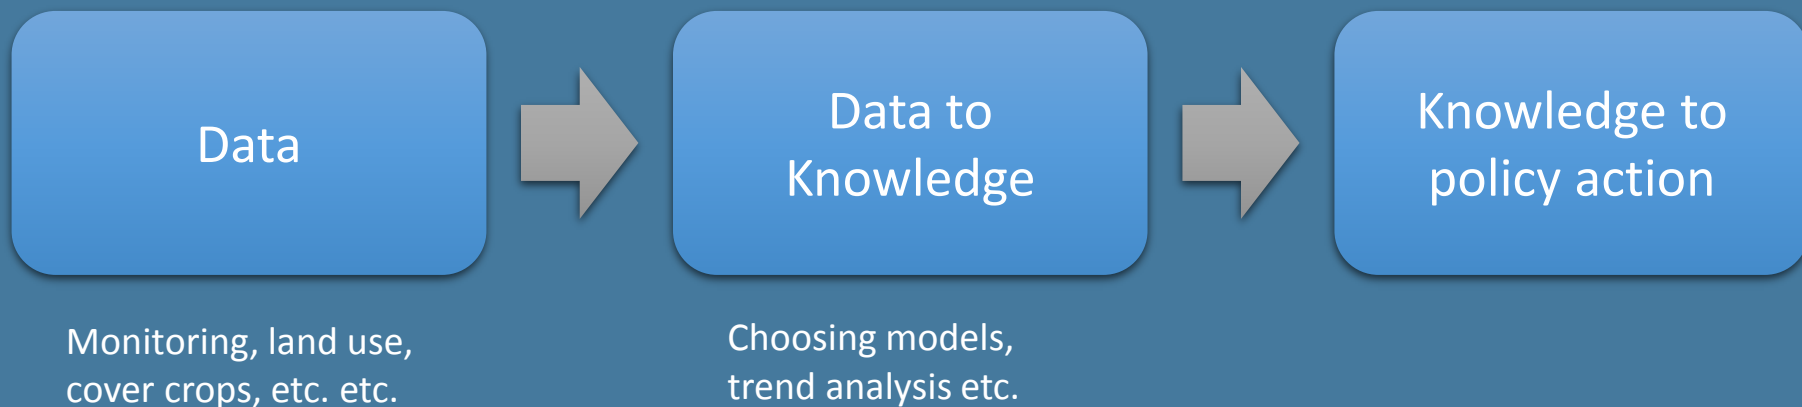 Data
Data to
Knowledge
Knowledge to
policy action
Monitoring, land use,
cover crops, etc. etc.
Choosing models,
trend analysis etc.